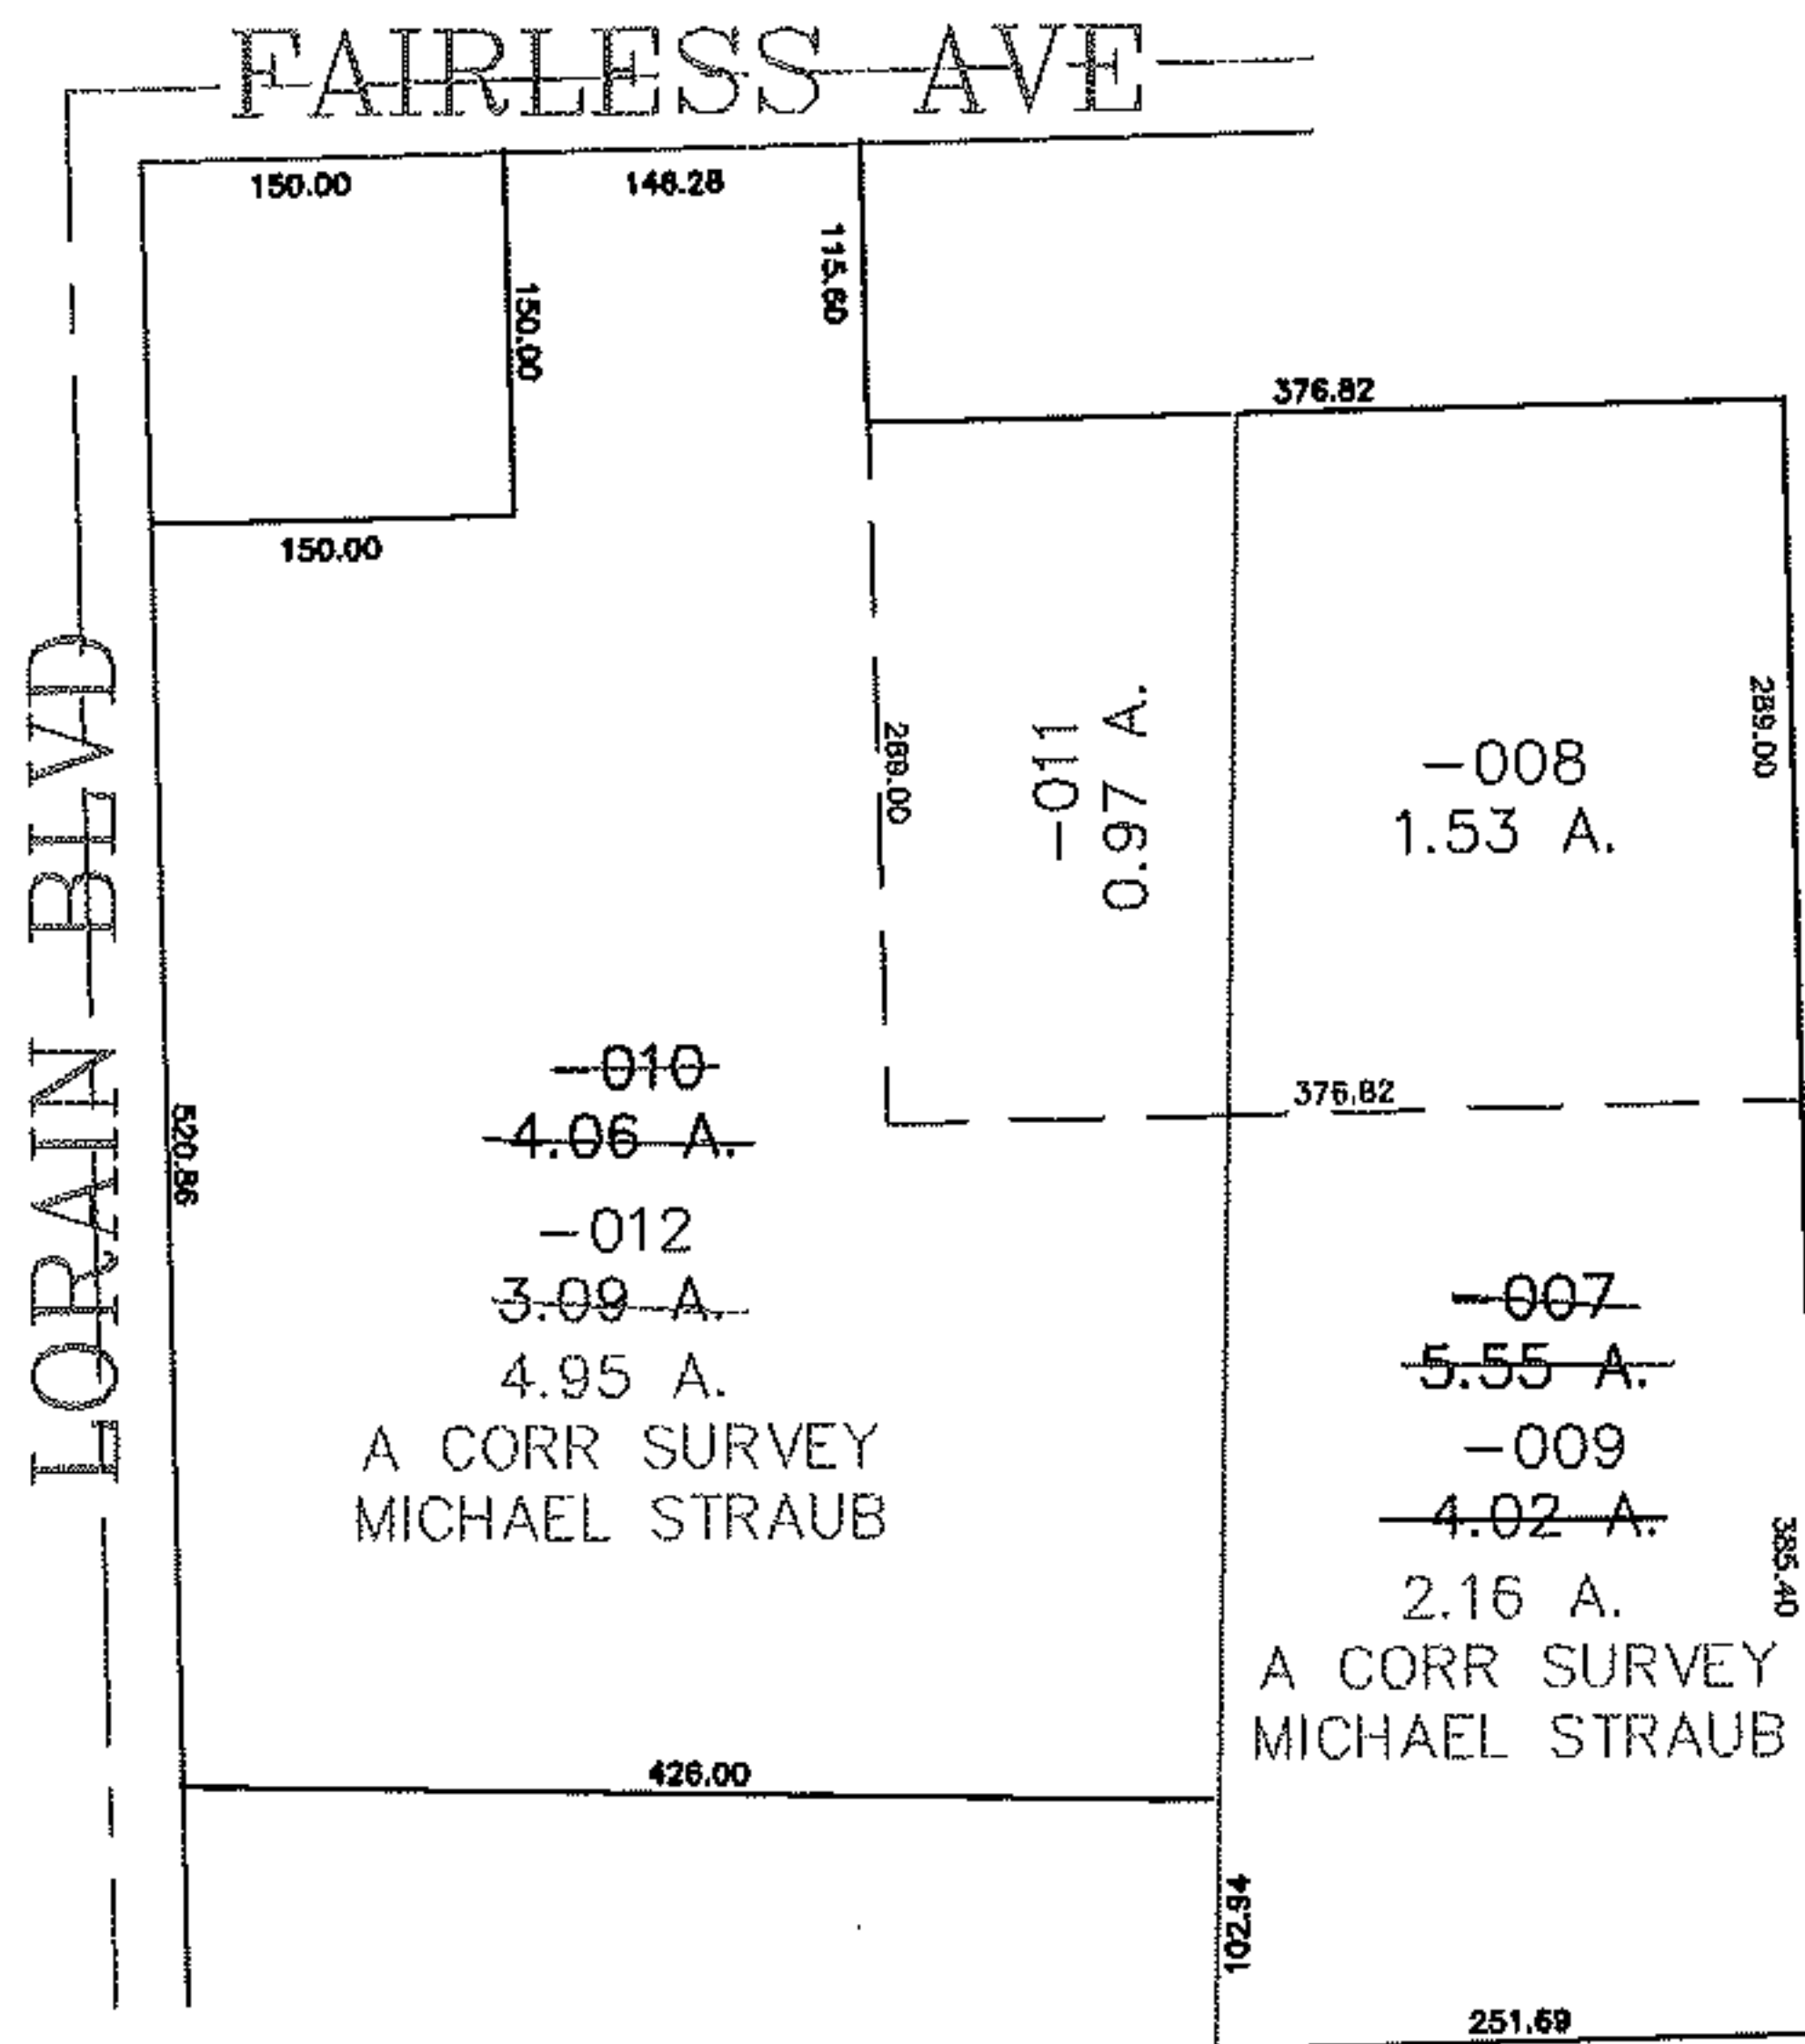 FAIRLESS AVE
150.00
146.28
115.60
150.00
376.82
150.00
LORAIN BLVD
289.00
-011
0.97 A.
-008
1.53 A.
289.00
-010
4.06 A.
376.82
520.86
-012
3.09 A.
4.95 A.
A CORR SURVEY
MICHAEL STRAUB
-007
5.55 A.
-009
4.02 A.
2.16 A.
A CORR SURVEY
MICHAEL STRAUB
385.40
426.00
102.94
251.69